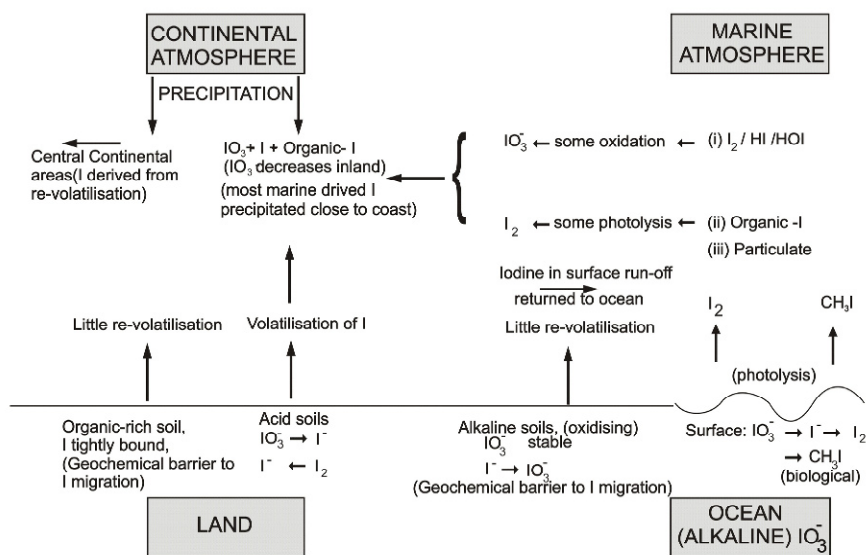 CONTINENTAL
ATMOSPHERE
MARINE
ATMOSPHERE
PRECIPITATION
Central Continental
areas(I derived from
re-volatilisation)
IO₃+ I + Organic- I
(IO₃ decreases inland)
(most marine drived I
precipitated close to coast)
IO₃⁻ ← some oxidation ← (i) I₂ / HI /HOI
I₂ ← some photolysis ← (ii) Organic -I
(iii) Particulate
Iodine in surface run-off
returned to ocean
Little re-volatilisation
Volatilisation of I
Little re-volatilisation
I₂
CH₃I
(photolysis)
Organic-rich soil,
I tightly bound,
(Geochemical barrier to
I migration)
Acid soils
IO₃⁻ → I⁻
I⁻ ← I₂
Alkaline soils, (oxidising)
IO₃⁻ stable
I⁻ → IO₃⁻
(Geochemical barrier to I migration)
Surface: IO₃⁻ → I⁻ → I₂
→ CH₃I
(biological)
LAND
OCEAN
(ALKALINE) IO₃⁻